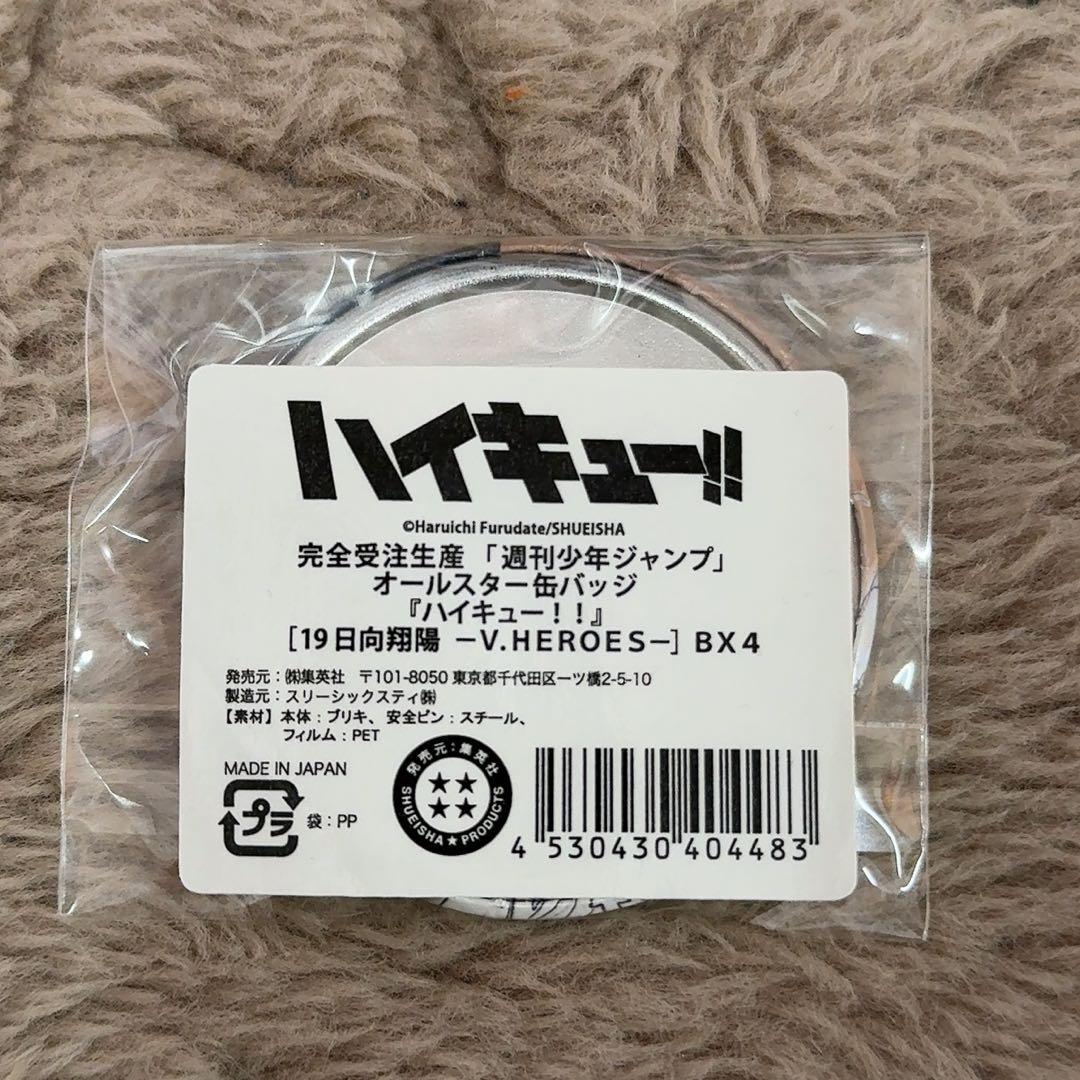 ハイキュー!!
©Haruichi Furudate/SHUEISHA
完全受注生産 「週刊少年ジャンプ」
オールスター缶バッジ
『ハイキュー!!』
[19 日向翔陽 －V.HEROES－] BX4
発売元：㈱集英社 〒101-8050 東京都千代田区一ツ橋2-5-10
製造元：スリーシックスティ㈱
【素材】本体：ブリキ、安全ピン：スチール、
フィルム：PET
MADE IN JAPAN
プラ 袋：PP
発売元：集英社
SHUEISHA★PRODUCTS
4 530430 404483